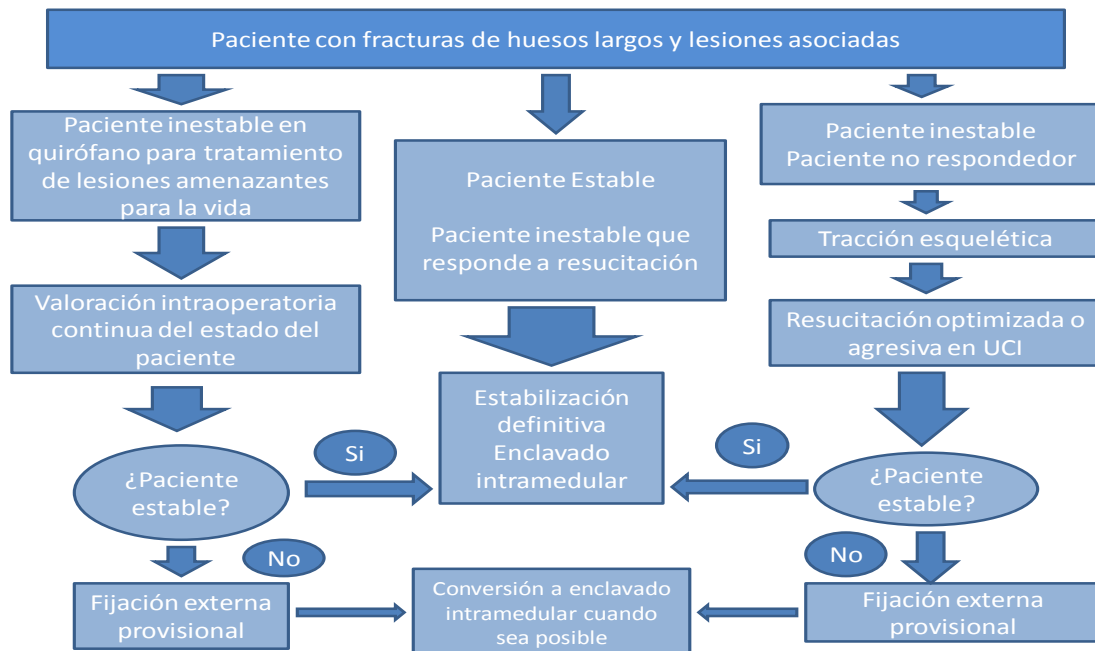 Paciente con fracturas de huesos largos y lesiones asociadas
Paciente inestable en
quirófano para tratamiento
de lesiones amenazantes
para la vida
Valoración intraoperatoria
continua del estado del
paciente
¿Paciente
estable?
Si
No
Fijación externa
provisional
Paciente Estable
Paciente inestable que
responde a resucitación
Estabilización
definitiva
Enclavado
intramedular
Conversión a enclavado
intramedular cuando
sea posible
Paciente inestable
Paciente no respondedor
Tracción esquelética
Resucitación optimizada o
agresiva en UCI
¿Paciente
estable?
Si
No
Fijación externa
provisional